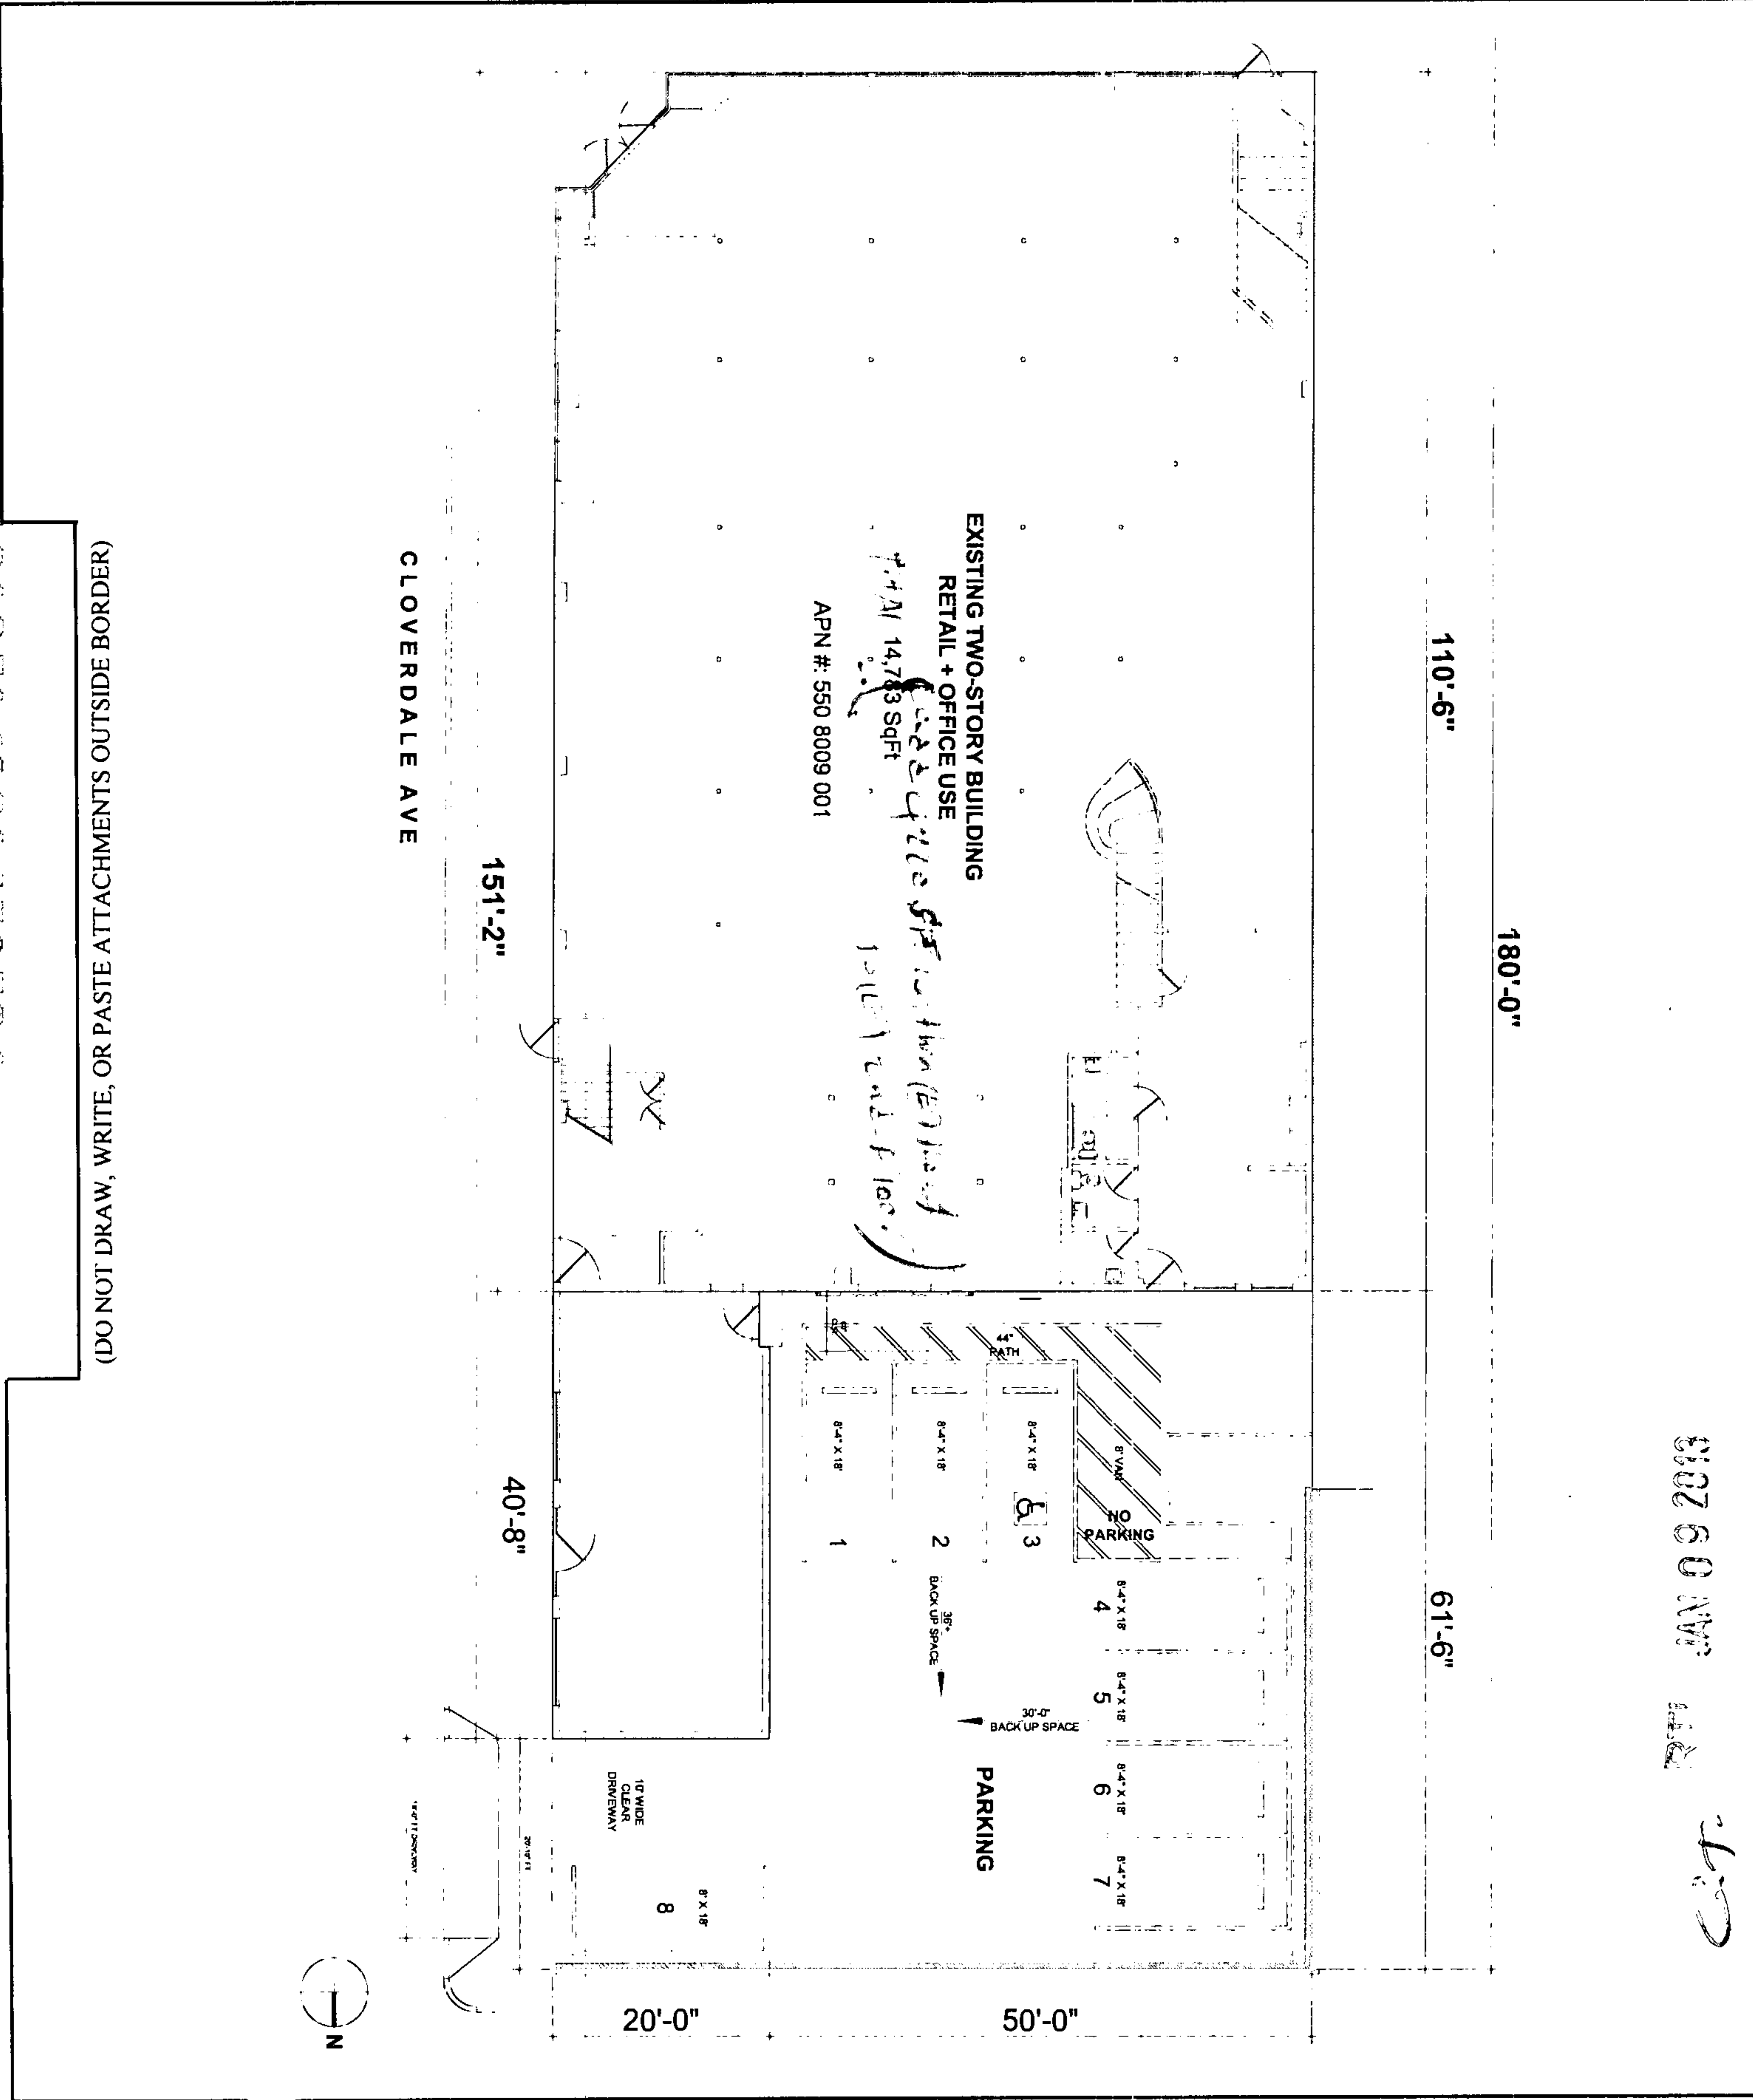 180'-0"
110'-6"
61'-6"
EXISTING TWO-STORY BUILDING
RETAIL + OFFICE USE
14,783 SqFt
APN #: 550 8009 001
151'-2"
40'-8"
CLOVERDALE AVE
44"
PATH
8' VAN
NO
PARKING
8'-4" X 18'
3
8'-4" X 18'
2
8'-4" X 18'
1
8'-4" X 18'
4
8'-4" X 18'
5
8'-4" X 18'
6
8'-4" X 18'
7
36'+
BACK UP SPACE
30'-0"
BACK UP SPACE
PARKING
8' X 18'
8
10' WIDE
CLEAR
DRIVEWAY
50'-0"
20'-0"
N
(DO NOT DRAW, WRITE, OR PASTE ATTACHMENTS OUTSIDE BORDER)